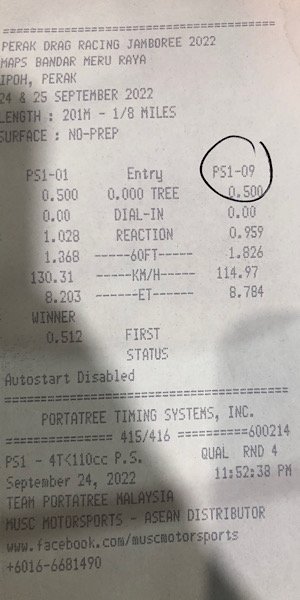 ==================================
PERAK DRAG RACING JAMBOREE 2022
MAPS BANDAR MERU RAYA
IPOH, PERAK
24 & 25 SEPTEMBER 2022
LENGTH : 201M - 1/8 MILES
SURFACE : NO-PREP
PS1-01 Entry PS1-09
0.500 0.000 TREE 0.500
0.00 DIAL-IN 0.00
1.028 REACTION 0.959
1.368 -----60FT----- 1.826
130.31 -----KM/H----- 114.97
8.203 ------ET------ 8.784
WINNER
0.512 FIRST
STATUS
Autostart Disabled
==================================
PORTATREE TIMING SYSTEMS, INC.
============== 415/416 ==========600214
PS1 - 4T<110cc P.S. QUAL RND 4
September 24, 2022 11:52:38 PM
TEAM PORTATREE MALAYSIA
MUSC MOTORSPORTS - ASEAN DISTRIBUTOR
www.facebook.com/muscmotorsports
+6016-6681490